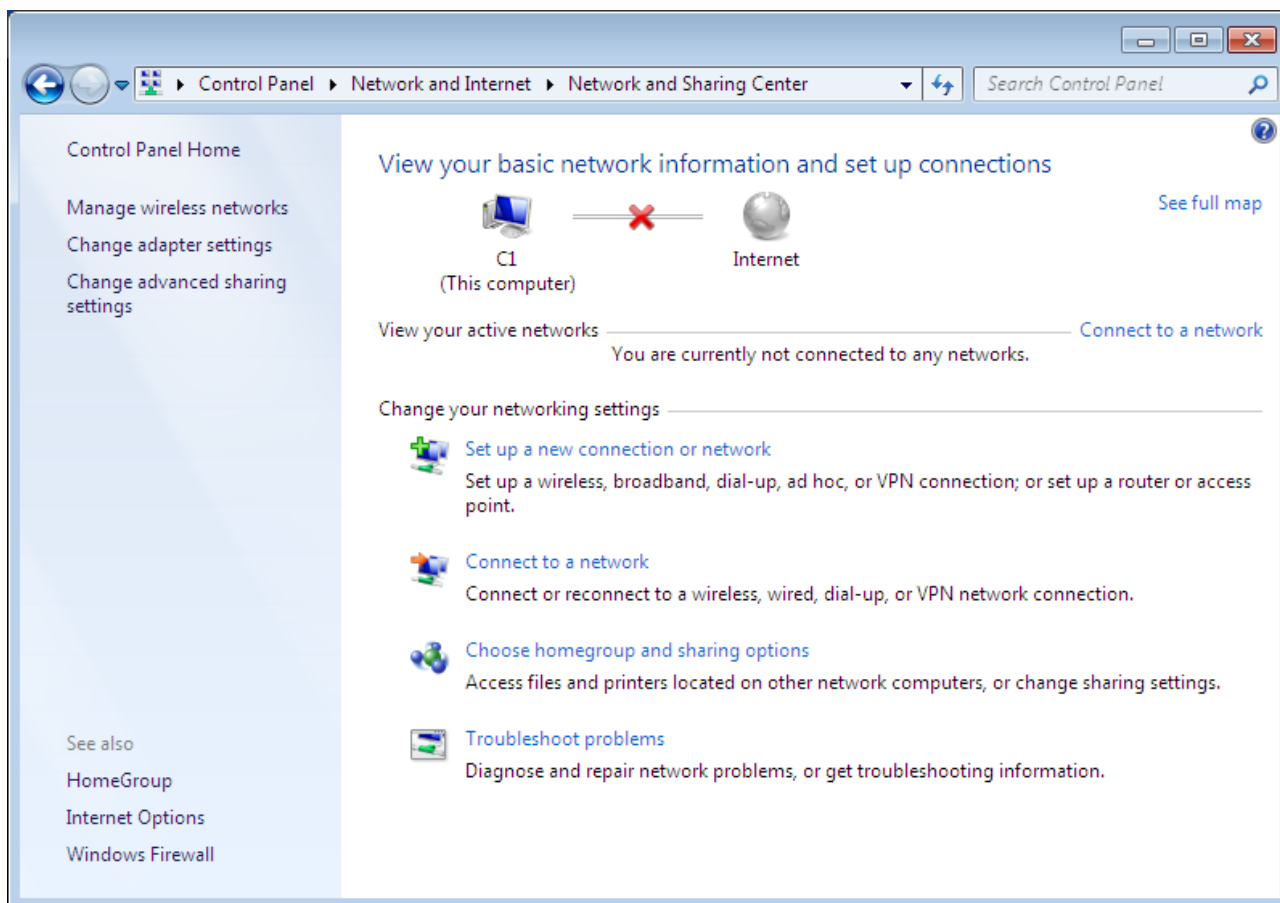 Control Panel Network and Internet Network and Sharing Center
Search Control Panel
Control Panel Home
Manage wireless networks
Change adapter settings
Change advanced sharing
settings
See also
HomeGroup
Internet Options
Windows Firewall
View your basic network information and set up connections
See full map
C1
(This computer)
Internet
View your active networks
Connect to a network
You are currently not connected to any networks.
Change your networking settings
Set up a new connection or network
Set up a wireless, broadband, dial-up, ad hoc, or VPN connection; or set up a router or access
point.
Connect to a network
Connect or reconnect to a wireless, wired, dial-up, or VPN network connection.
Choose homegroup and sharing options
Access files and printers located on other network computers, or change sharing settings.
Troubleshoot problems
Diagnose and repair network problems, or get troubleshooting information.